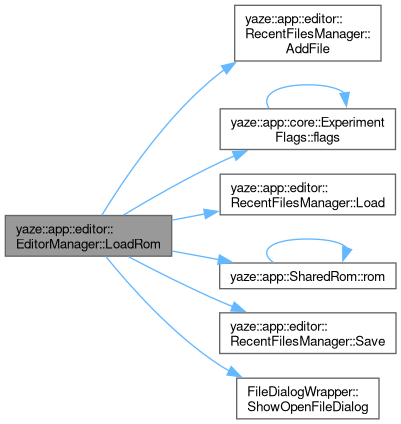 yaze::app::editor::
RecentFilesManager::
AddFile
yaze::app::core::Experiment
Flags::flags
yaze::app::editor::
RecentFilesManager::Load
yaze::app::editor::
EditorManager::LoadRom
yaze::app::SharedRom::rom
yaze::app::editor::
RecentFilesManager::Save
FileDialogWrapper::
ShowOpenFileDialog